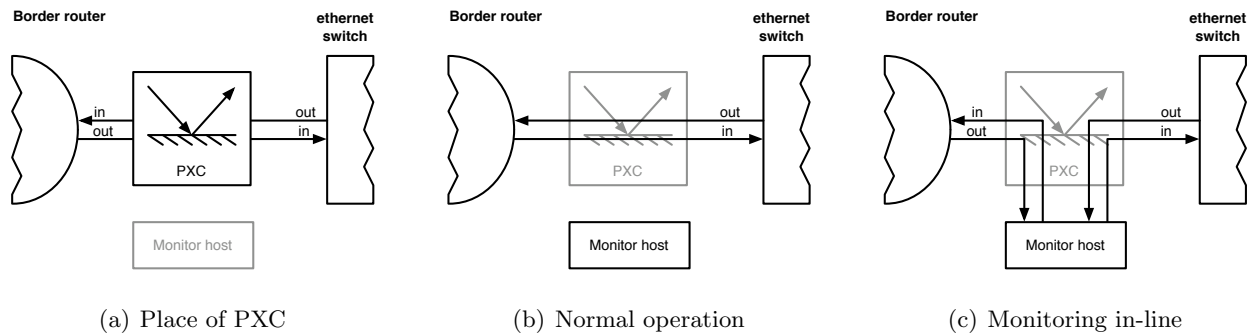 Border router
ethernet
switch
in
out
out
in
PXC
Monitor host
(a) Place of PXC
Border router
ethernet
switch
out
in
PXC
Monitor host
(b) Normal operation
Border router
ethernet
switch
in
out
out
in
PXC
Monitor host
(c) Monitoring in-line